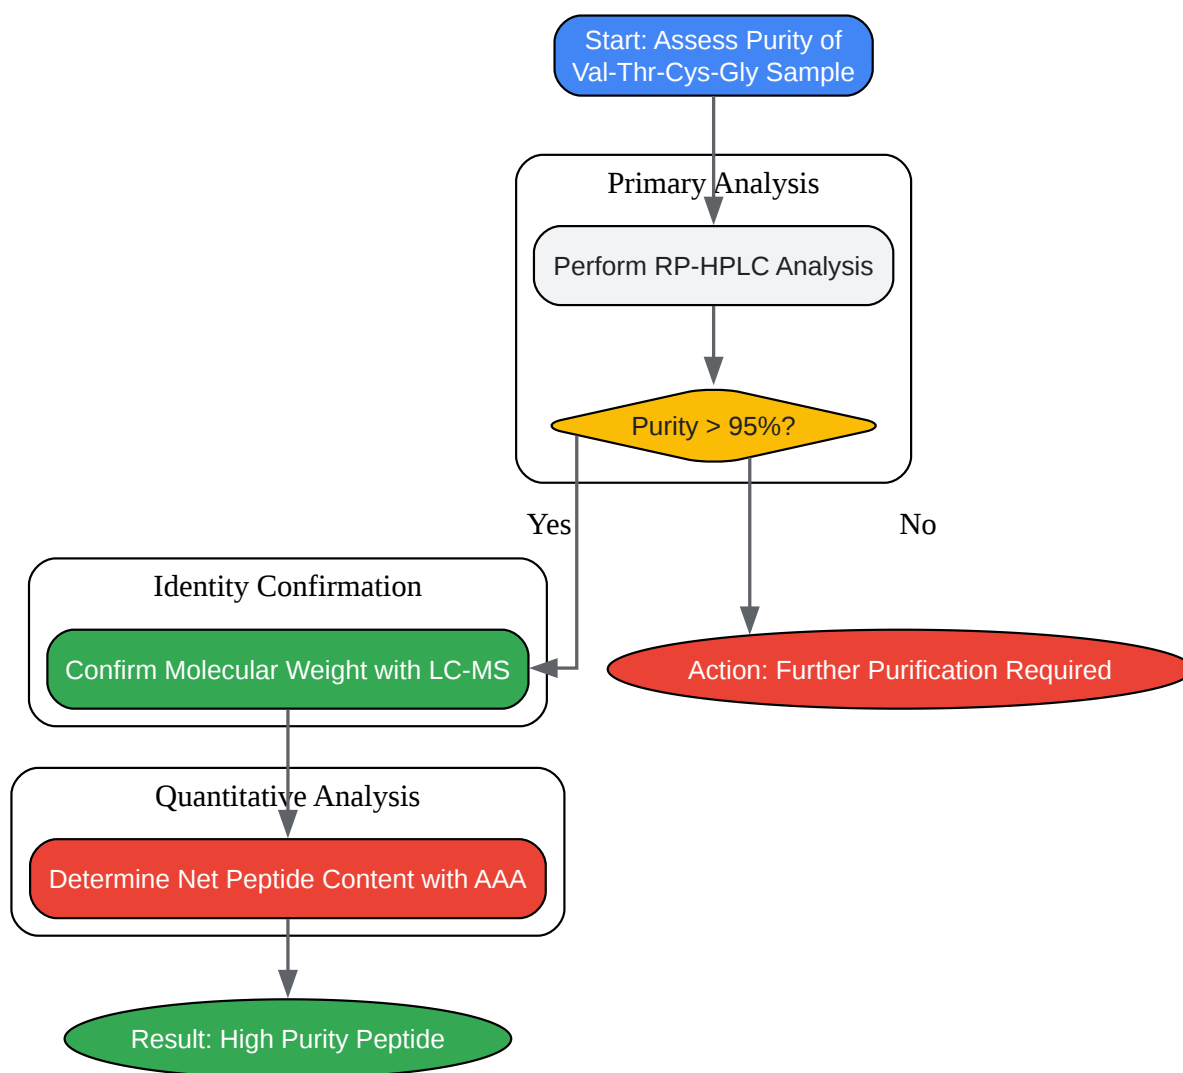 Start: Assess Purity of
Val-Thr-Cys-Gly Sample
Primary Analysis
Perform RP-HPLC Analysis
Purity > 95%?
Yes
No
Identity Confirmation
Confirm Molecular Weight with LC-MS
Action: Further Purification Required
Quantitative Analysis
Determine Net Peptide Content with AAA
Result: High Purity Peptide